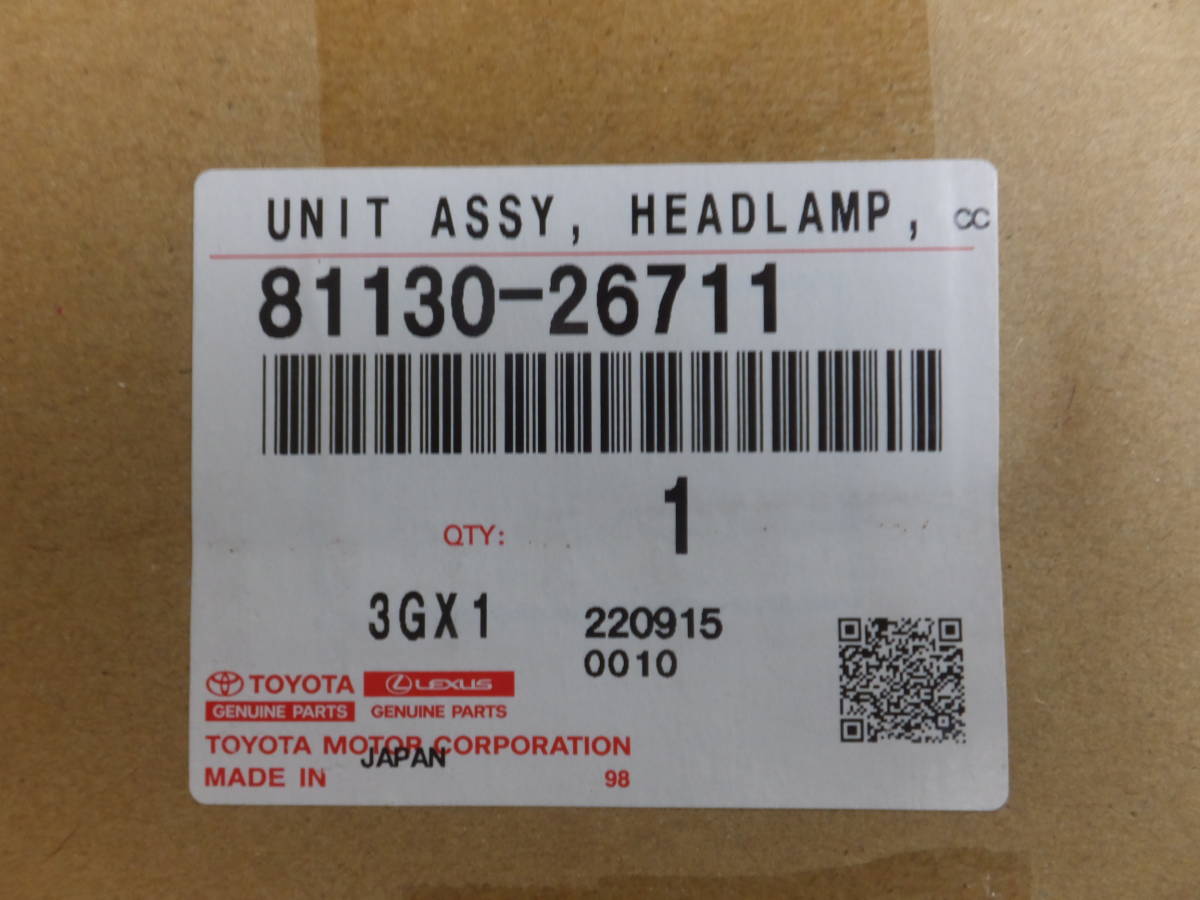 UNIT ASSY, HEADLAMP, CC
81130-26711
QTY: 1
3GX1 220915
0010
TOYOTA LEXUS
GENUINE PARTS GENUINE PARTS
TOYOTA MOTOR CORPORATION
MADE IN JAPAN 98